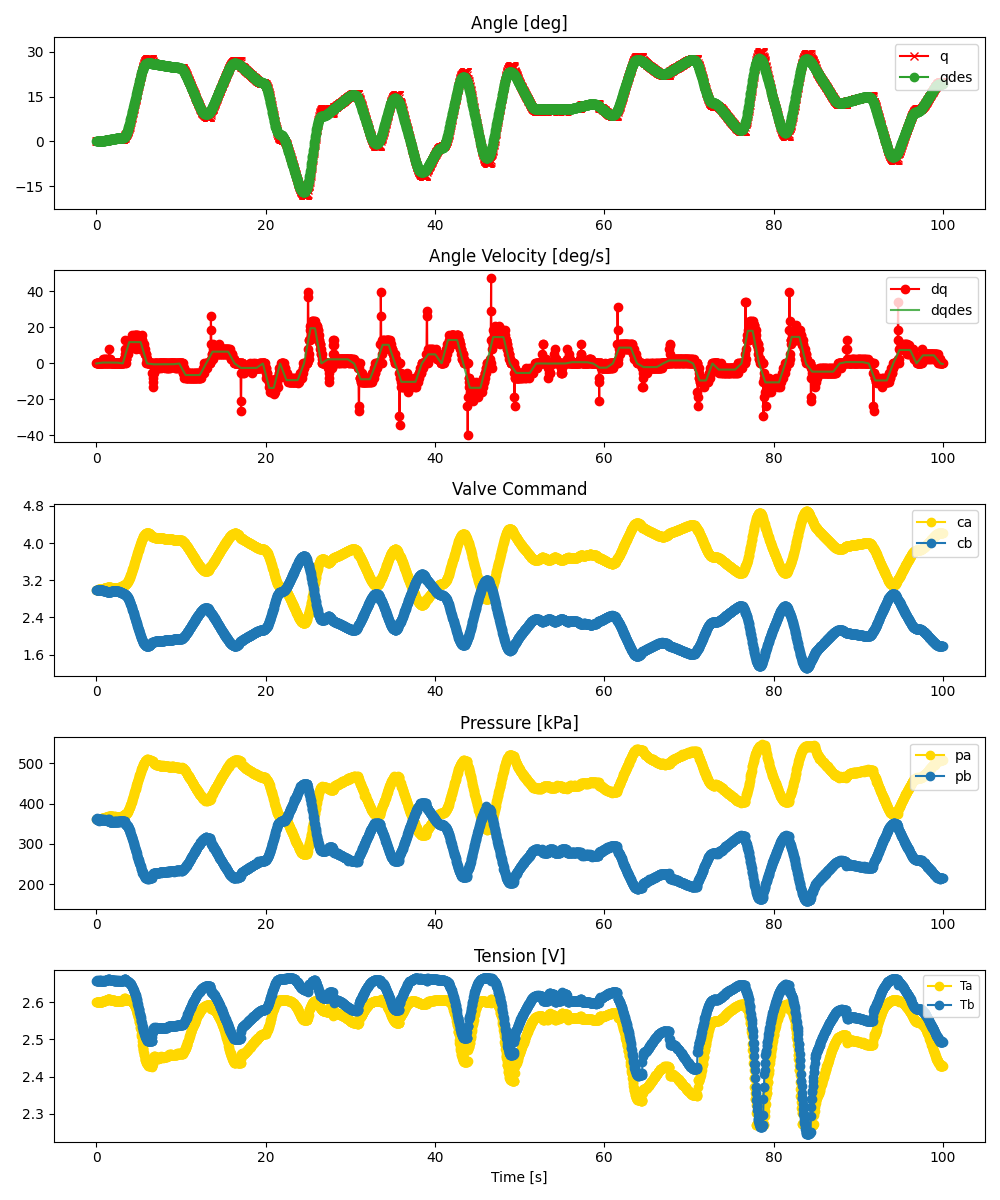 Angle [deg]
30
15
0
−15
q
qdes
0 20 40 60 80 100
Angle Velocity [deg/s]
40
20
0
−20
−40
dq
dqdes
0 20 40 60 80 100
Valve Command
4.8
4.0
3.2
2.4
1.6
ca
cb
0 20 40 60 80 100
Pressure [kPa]
500
400
300
200
pa
pb
0 20 40 60 80 100
Tension [V]
2.6
2.5
2.4
2.3
Ta
Tb
0 20 40 60 80 100
Time [s]